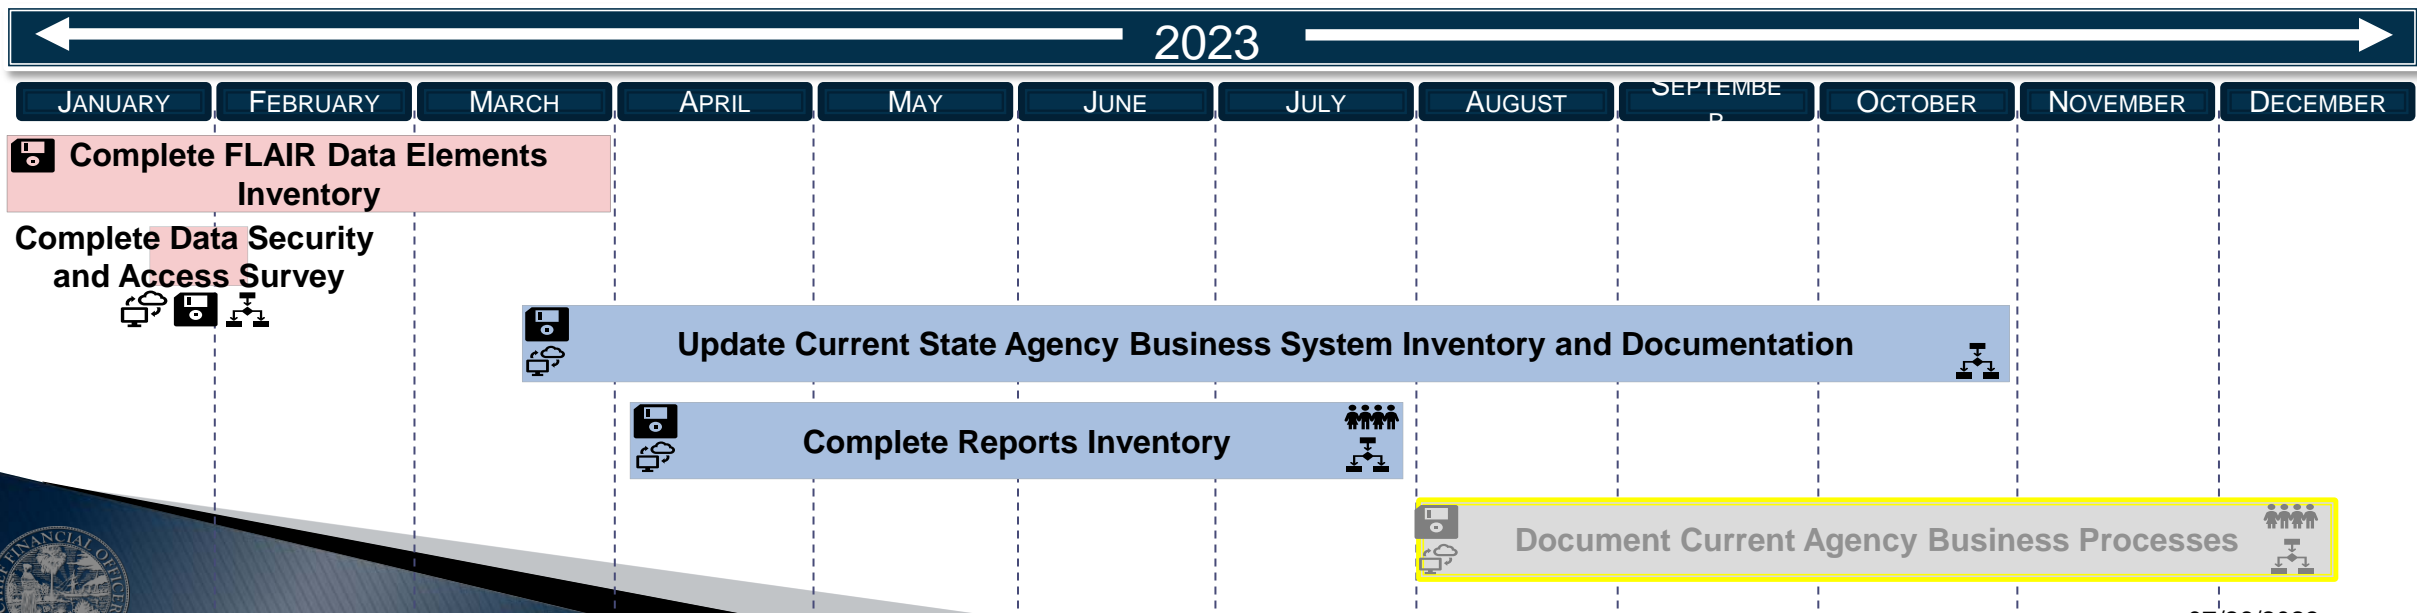 2023
JANUARY FEBRUARY MARCH APRIL MAY JUNE JULY AUGUST SEPTEMBE
R OCTOBER NOVEMBER DECEMBER
Complete FLAIR Data Elements
Inventory
Complete Data Security
and Access Survey
Update Current State Agency Business System Inventory and Documentation
Complete Reports Inventory
Document Current Agency Business Processes
FINANCIAL OFFICER